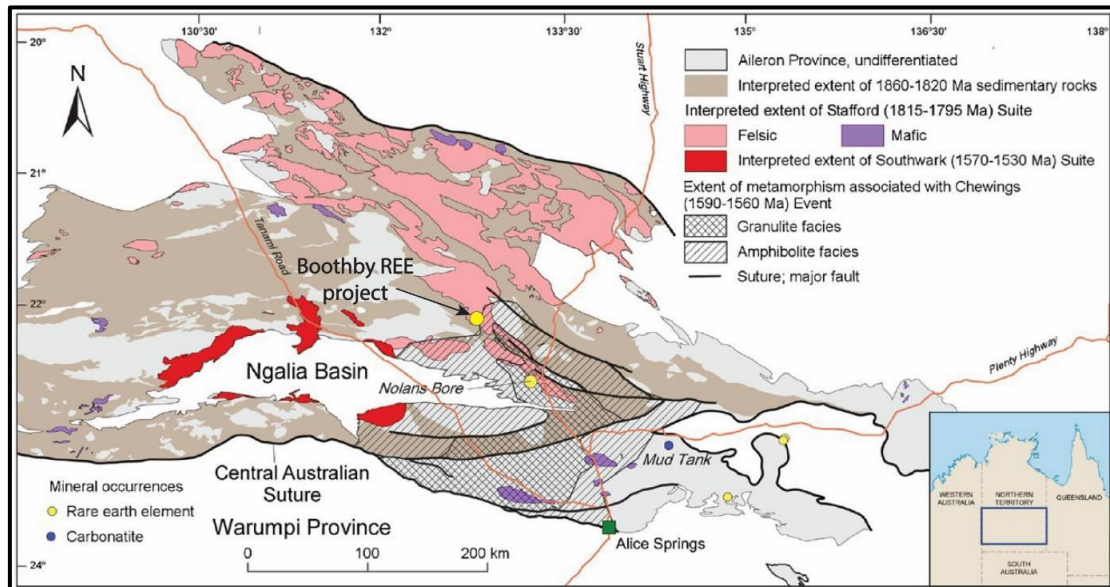 130°30'
132
133°30'
135°
136°30'
138°
20°
21°
22°
24°
N
Stuart Highway
Tanami Road
Plenty Highway
Boothby REE
project
Ngalia Basin
Nolans Bore
Mud Tank
Central Australian
Suture
Warumpi Province
Alice Springs
Aileron Province, undifferentiated
Interpreted extent of 1860-1820 Ma sedimentary rocks
Interpreted extent of Stafford (1815-1795 Ma) Suite
Felsic Mafic
Interpreted extent of Southwark (1570-1530 Ma) Suite
Extent of metamorphism associated with Chewings
(1590-1560 Ma) Event
Granulite facies
Amphibolite facies
Suture; major fault
Mineral occurrences
Rare earth element
Carbonatite
0 100 200 km
WESTERN
AUSTRALIA
NORTHERN
TERRITORY
QUEENSLAND
SOUTH
AUSTRALIA